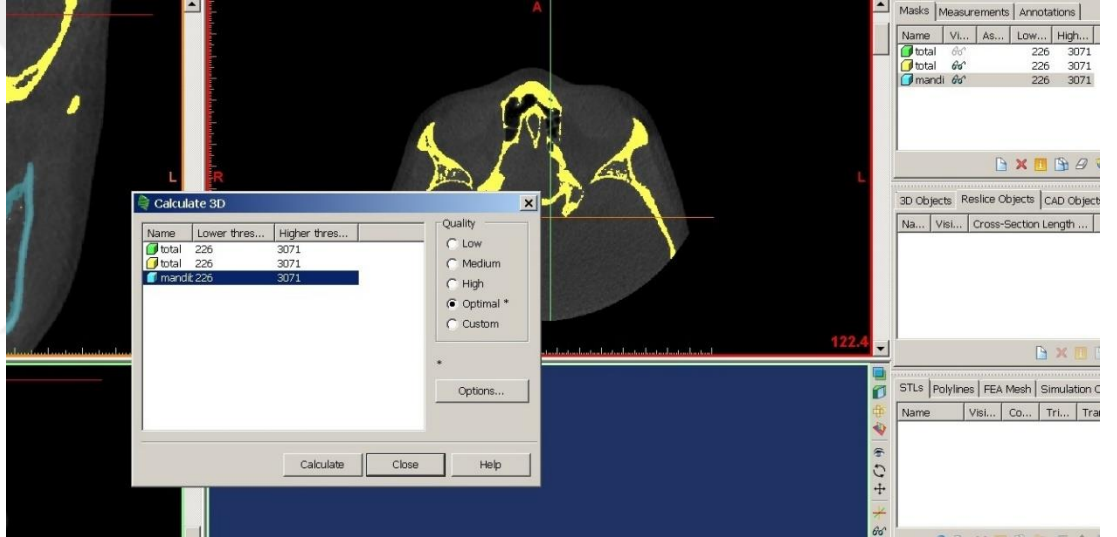 A
L
R
L
122.4
Masks Measurements Annotations
Name Vi... As... Low... High...
total 226 3071
total 226 3071
mandi 226 3071
3D Objects Reslice Objects CAD Objects
Na... Visi... Cross-Section Length ...
STLs Polylines FEA Mesh Simulation
Name Visi... Co... Tri...
Calculate 3D
Name Lower thres... Higher thres...
total 226 3071
total 226 3071
226 3071
Quality
Low
Medium
High
Optimal *
Custom
*
Options...
Calculate Close Help